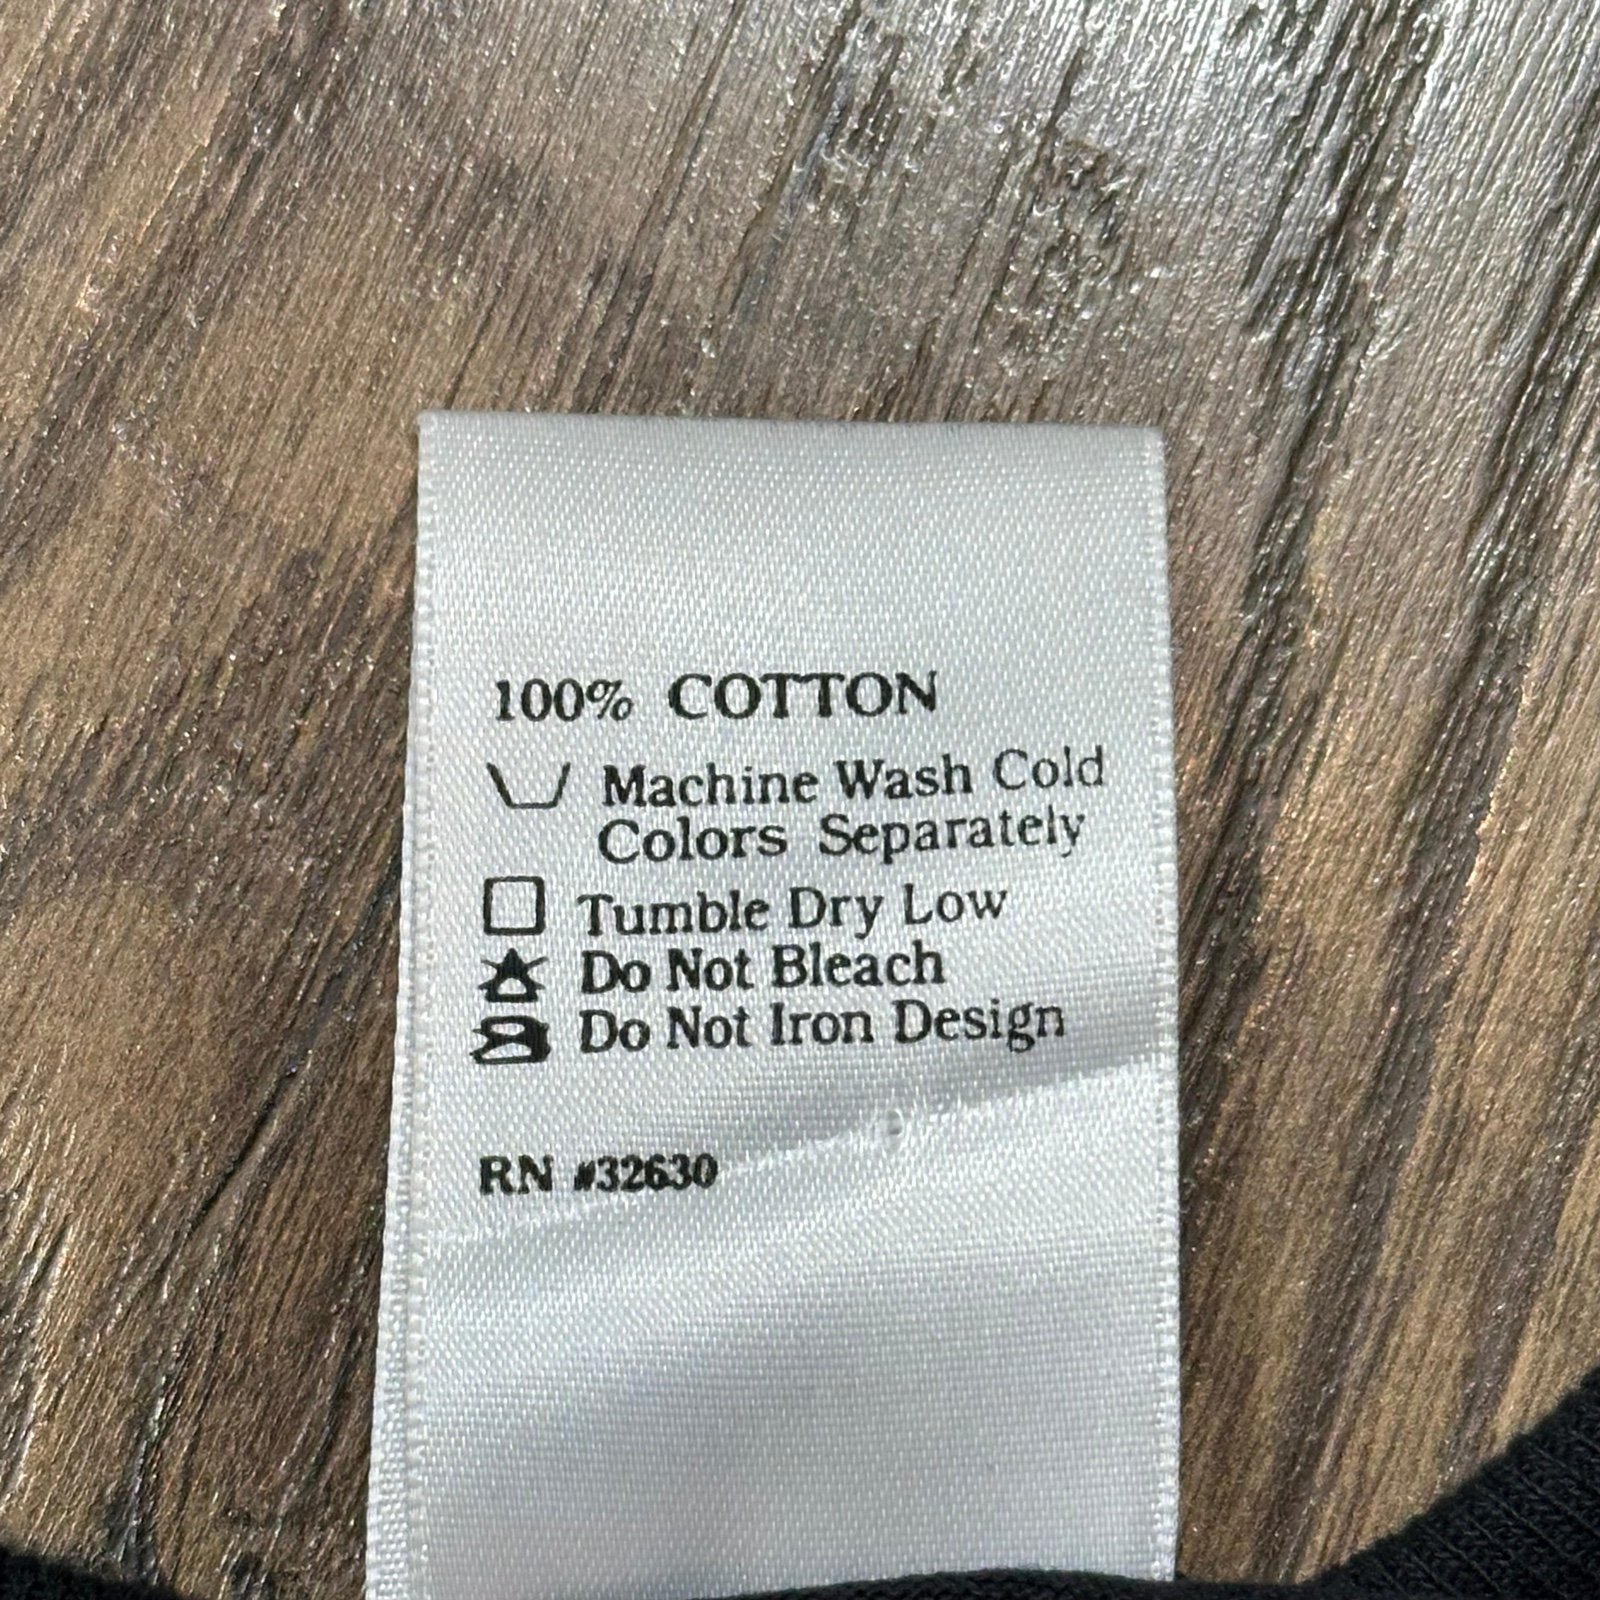 100% COTTON
Machine Wash Cold
Colors Separately
Tumble Dry Low
Do Not Bleach
Do Not Iron Design
RN #32630